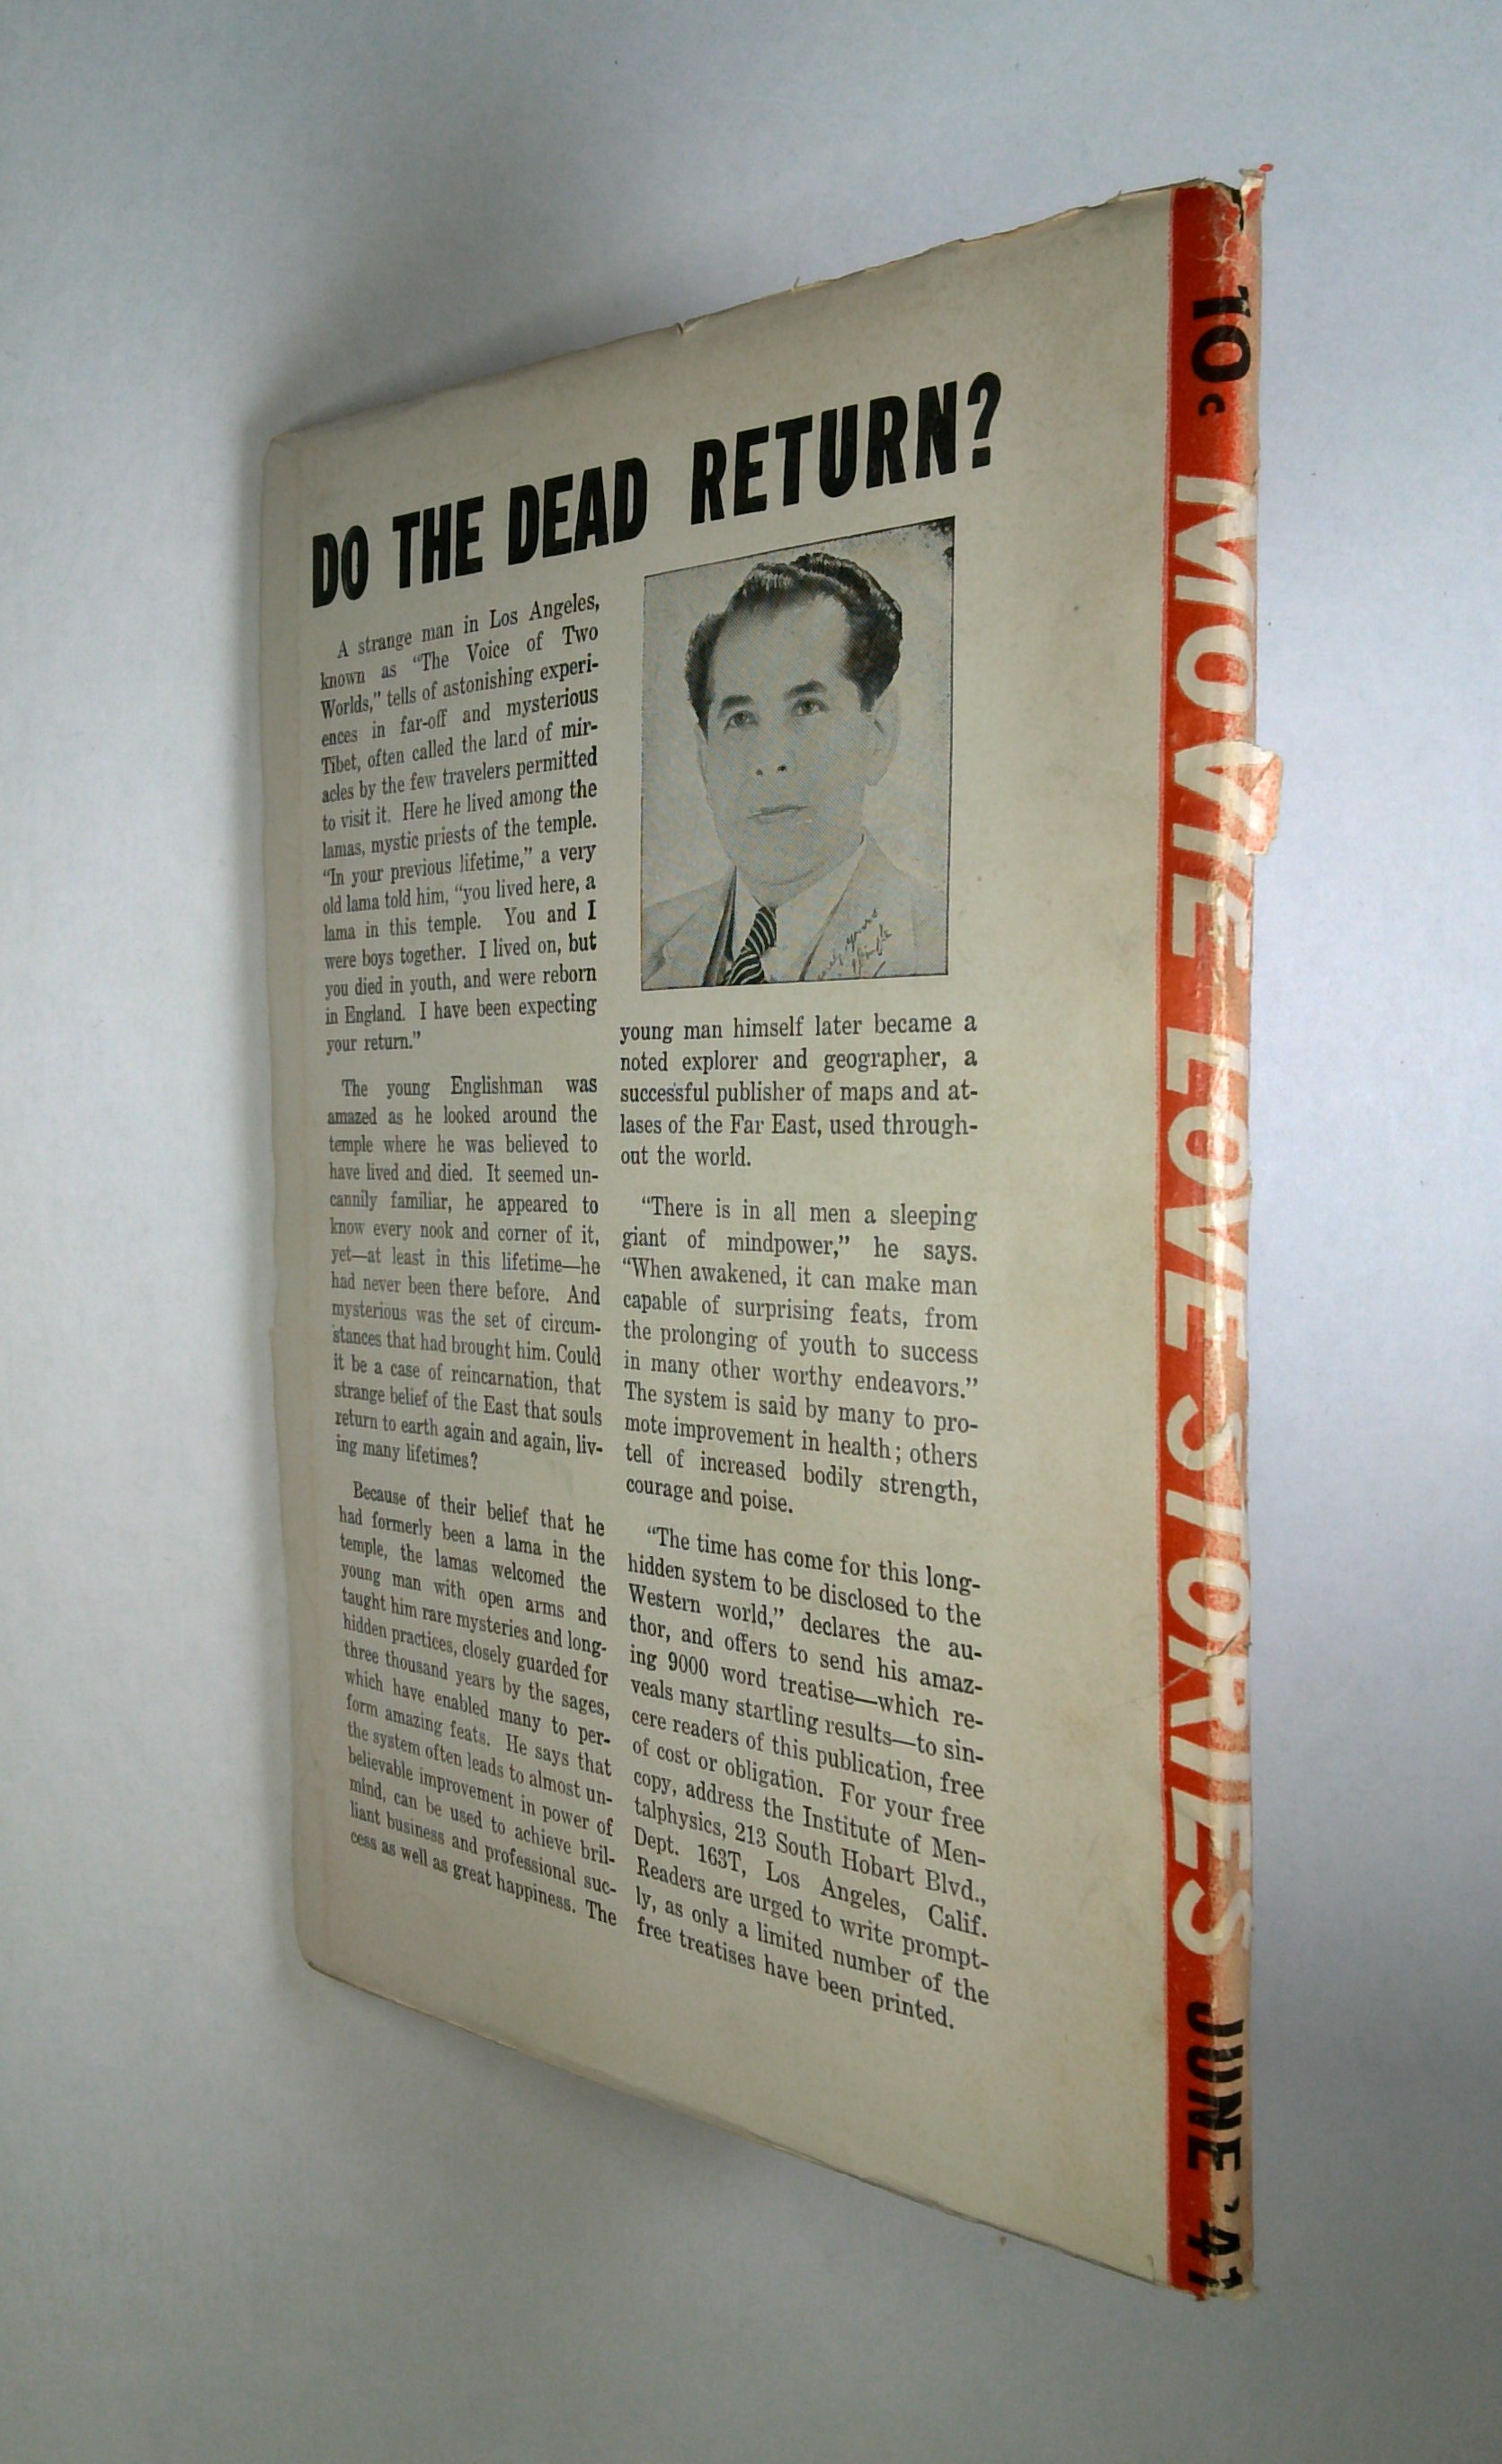 DO THE DEAD RETURN?
A strange man in Los Angeles,
known as “The Voice of Two
Worlds,” tells of astonishing experi-
ences in far-off and mysterious
Tibet, often called the land of mir-
acles by the few travelers permitted
to visit it. Here he lived among the
lamas, mystic priests of the temple.
“In your previous lifetime,” a very
old lama told him, “you lived here, a
lama in this temple. You and I
were boys together. I lived on, but
you died in youth, and were reborn
in England. I have been expecting
your return.”
The young Englishman was
amazed as he looked around the
temple where he was believed to
have lived and died. It seemed un-
cannily familiar, he appeared to
know every nook and corner of it,
yet—at least in this lifetime—he
had never been there before. And
mysterious was the set of circum-
stances that had brought him. Could
it be a case of reincarnation, that
strange belief of the East that souls
return to earth again and again, liv-
ing many lifetimes?
Because of their belief that he
had formerly been a lama in the
temple, the lamas welcomed the
young man with open arms and
taught him rare mysteries and long-
hidden practices, closely guarded for
three thousand years by the sages,
which have enabled many to per-
form amazing feats. He says that
the system often leads to almost un-
believable improvement in power of
mind, can be used to achieve bril-
liant business and professional suc-
cess as well as great happiness. The
young man himself later became a
noted explorer and geographer, a
successful publisher of maps and at-
lases of the Far East, used through-
out the world.
“There is in all men a sleeping
giant of mindpower,” he says.
“When awakened, it can make man
capable of surprising feats, from
the prolonging of youth to success
in many other worthy endeavors.”
The system is said by many to pro-
mote improvement in health; others
tell of increased bodily strength,
courage and poise.
“The time has come for this long-
hidden system to be disclosed to the
Western world,” declares the au-
thor, and offers to send his amaz-
ing 9000 word treatise—which re-
veals many startling results—to sin-
cere readers of this publication, free
of cost or obligation. For your free
copy, address the Institute of Men-
talphysics, 213 South Hobart Blvd.,
Dept. 163T, Los Angeles, Calif.
Readers are urged to write prompt-
ly, as only a limited number of the
free treatises have been printed.
10c MOVIE LOVE STORIES JUNE '41